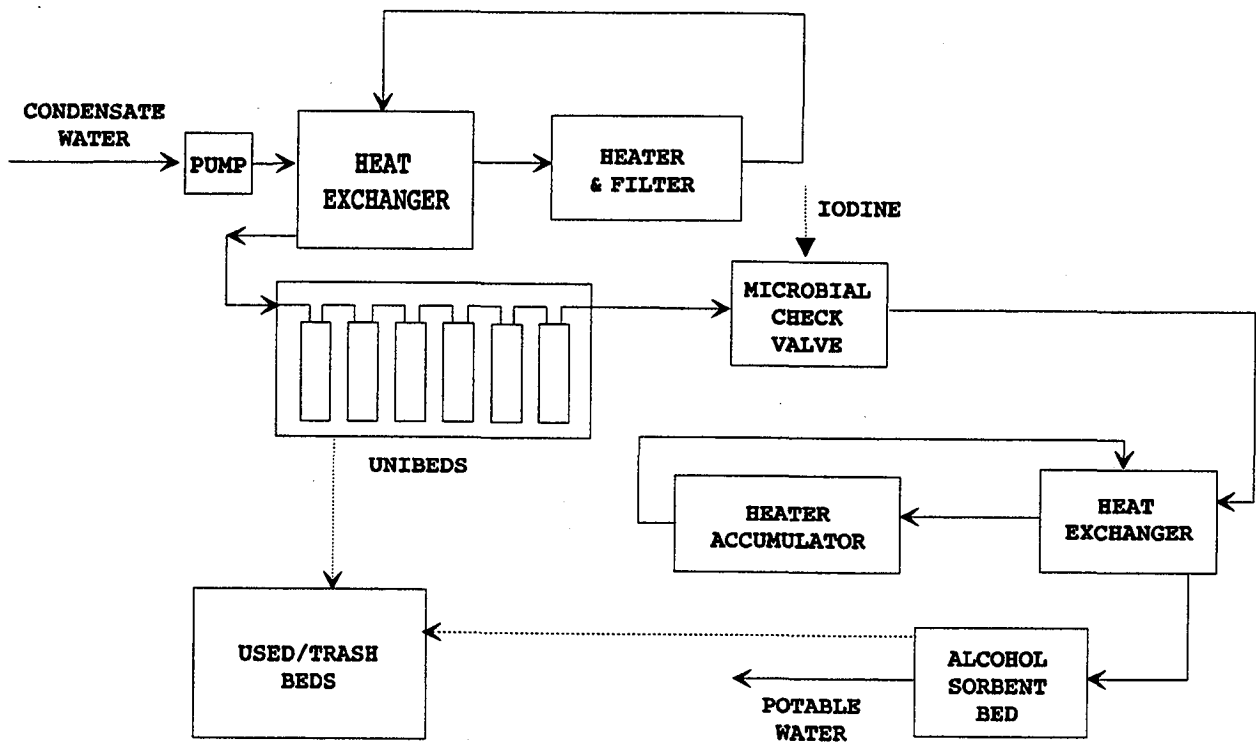 CONDENSATE
WATER
PUMP
HEAT
EXCHANGER
HEATER
& FILTER
IODINE
MICROBIAL
CHECK
VALVE
UNIBEDS
HEATER
ACCUMULATOR
HEAT
EXCHANGER
USED/TRASH
BEDS
ALCOHOL
SORBENT
BED
POTABLE
WATER